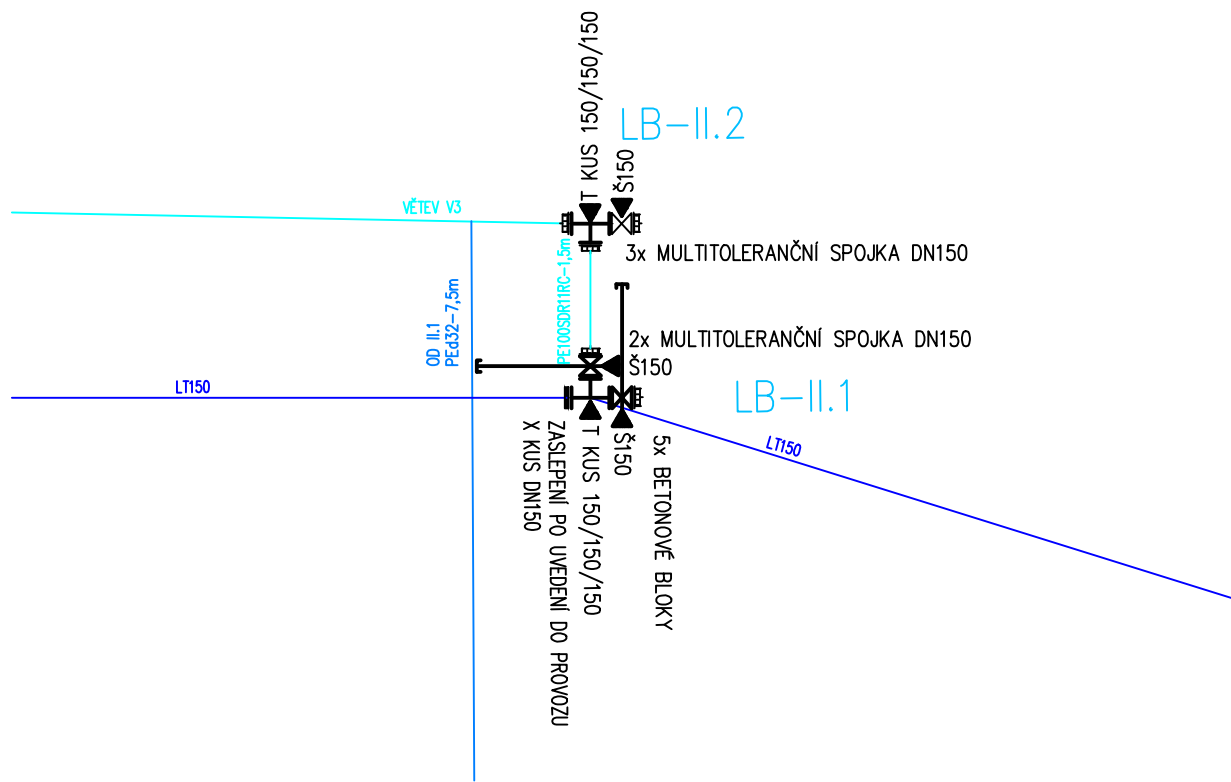 T KUS 150/150/150
LB-II.2
Š150
VĚTEV V3
3x MULTITOLERANČNÍ SPOJKA DN150
PE100SDR11RC-1,5m
OD II.1
PEd32-7,5m
2x MULTITOLERANČNÍ SPOJKA DN150
Š150
LT150
LB-II.1
LT150
5x BETONOVÉ BLOKY
Š150
T KUS 150/150/150
ZASLEPENÍ PO UVEDENÍ DO PROVOZU
X KUS DN150